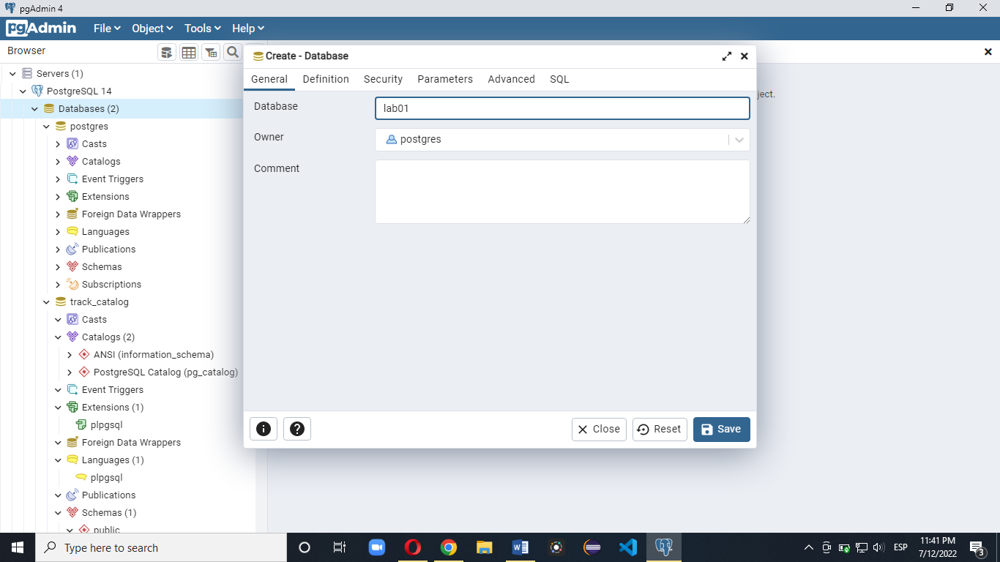 pgAdmin 4
pgAdmin File Object Tools Help
Browser
Servers (1)
PostgreSQL 14
Databases (2)
postgres
Casts
Catalogs
Event Triggers
Extensions
Foreign Data Wrappers
Languages
Publications
Schemas
Subscriptions
track_catalog
Casts
Catalogs (2)
ANSI (information_schema)
PostgreSQL Catalog (pg_catalog)
Event Triggers
Extensions (1)
plpgsql
Foreign Data Wrappers
Languages (1)
plpgsql
Publications
Schemas (1)
public
Create - Database
General Definition Security Parameters Advanced SQL
Database lab01
Owner postgres
Comment
Close Reset Save
ject.
Type here to search
ESP
11:41 PM
7/12/2022
3